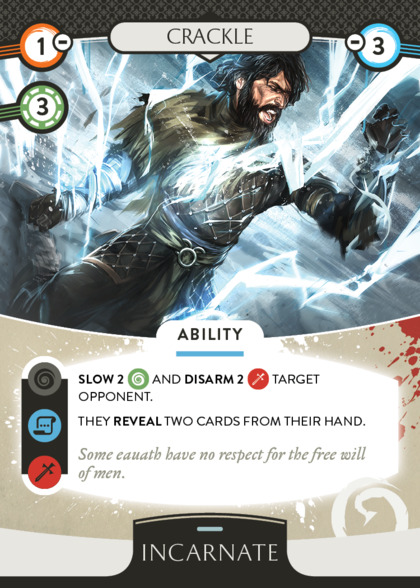 CRACKLE
1 -
- 3
3
ABILITY
SLOW 2 AND DISARM 2 TARGET
OPPONENT.
THEY REVEAL TWO CARDS FROM THEIR HAND.
Some eauath have no respect for the free will
of men.
INCARNATE